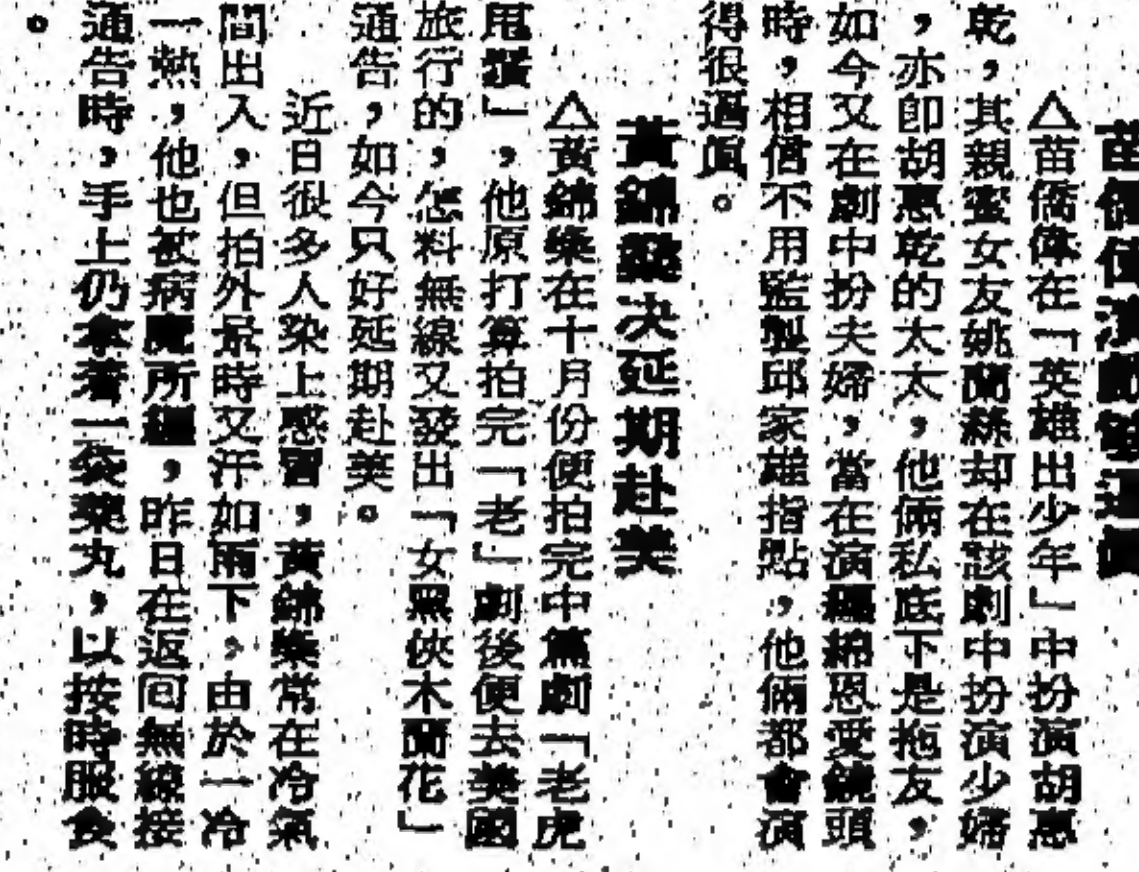 苗僑偉演戲確過癮
△苗僑偉在「英雄出少年」中扮演胡惠
乾,其親蜜女友姚蘭絲却在該劇中扮演少婦
,亦即胡惠乾的太太,他倆私底下是拖友,
如今又在劇中扮夫婦,當在演纏綿恩愛鏡頭
時,相信不用監製邱家雄指點,他倆都會演
得很過眞。
黃錦燊决延期赴美
△黃錦燊在十月份便拍完中篇劇「老虎
甩鬚」,他原打算拍完「老」劇後便去美國
旅行的,怎料無線又發出「女黑俠木蘭花」
通告,如今只好延期赴美。
近日很多人染上感冒,黃錦燊常在冷氣
間出入,但拍外景時又汗如雨下,由於一冷
一熱,他也被病魔所纏,昨日在返囘無線接
通告時,手上仍拿着一袋藥丸,以按時服食
。